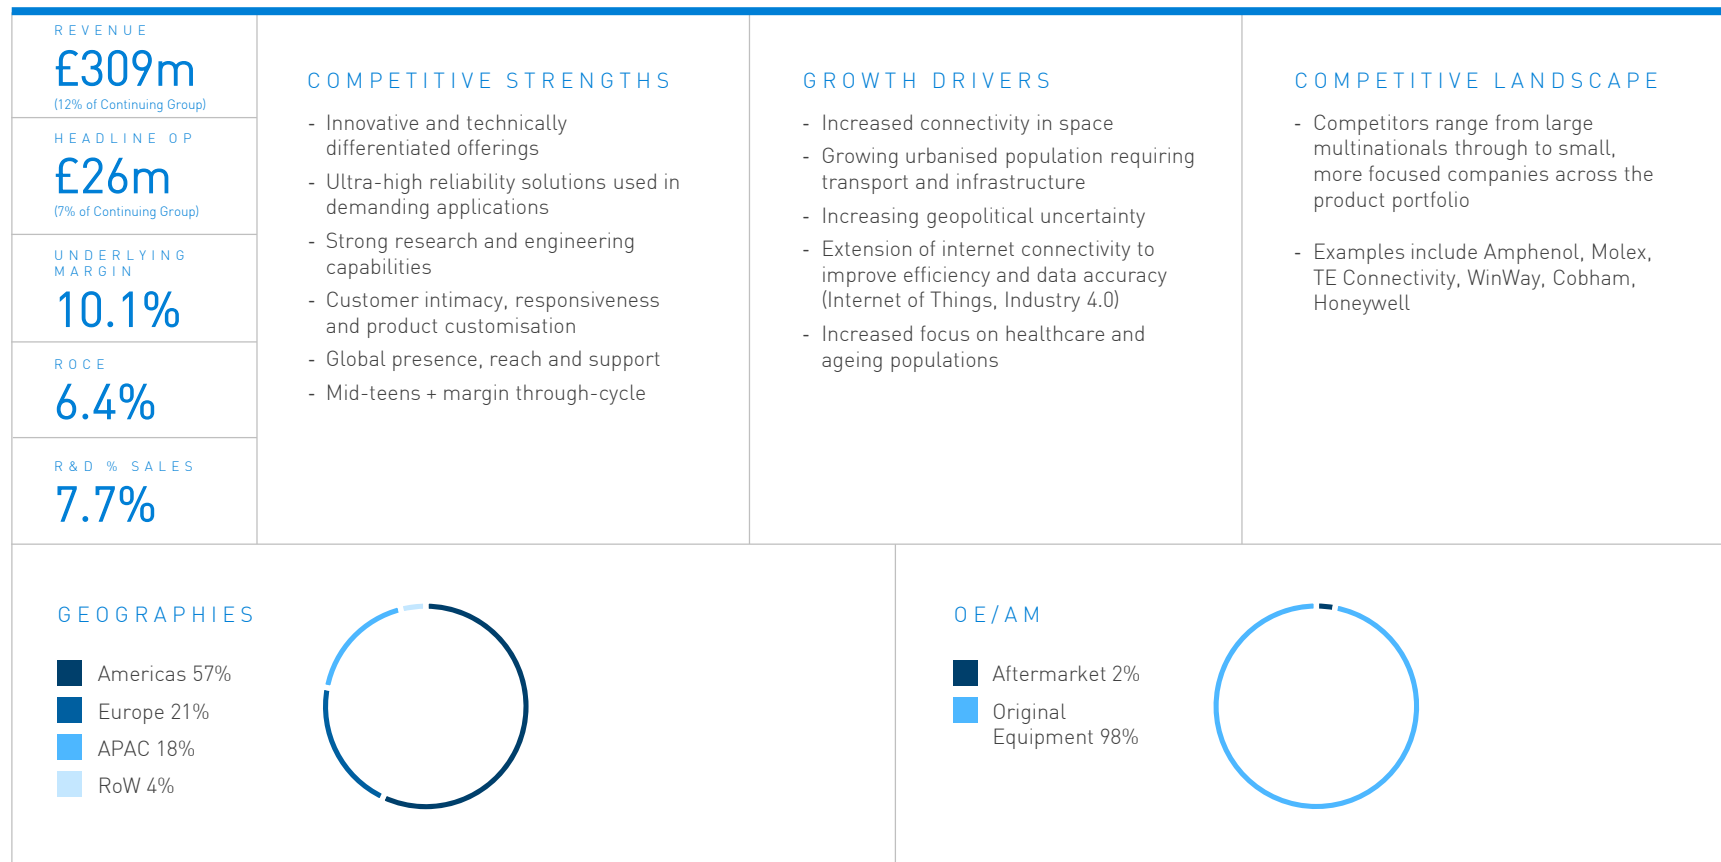 REVENUE
£309m
(12% of Continuing Group)
HEADLINE OP
£26m
(7% of Continuing Group)
UNDERLYING
MARGIN
10.1%
ROCE
6.4%
R&D % SALES
7.7%
COMPETITIVE STRENGTHS
- Innovative and technically
differentiated offerings
- Ultra-high reliability solutions used in
demanding applications
- Strong research and engineering
capabilities
- Customer intimacy, responsiveness
and product customisation
- Global presence, reach and support
- Mid-teens + margin through-cycle
GROWTH DRIVERS
- Increased connectivity in space
- Growing urbanised population requiring
transport and infrastructure
- Increasing geopolitical uncertainty
- Extension of internet connectivity to
improve efficiency and data accuracy
(Internet of Things, Industry 4.0)
- Increased focus on healthcare and
ageing populations
COMPETITIVE LANDSCAPE
- Competitors range from large
multinationals through to small,
more focused companies across the
product portfolio
- Examples include Amphenol, Molex,
TE Connectivity, WinWay, Cobham,
Honeywell
GEOGRAPHIES
Americas 57%
Europe 21%
APAC 18%
RoW 4%
OE/AM
Aftermarket 2%
Original
Equipment 98%